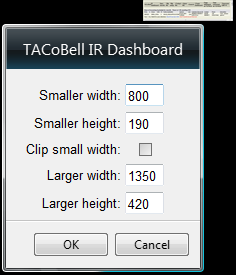 TACoBell IR Dashboard
Smaller width: 800
Smaller height: 190
Clip small width:
Larger width: 1350
Larger height: 420
OK Cancel